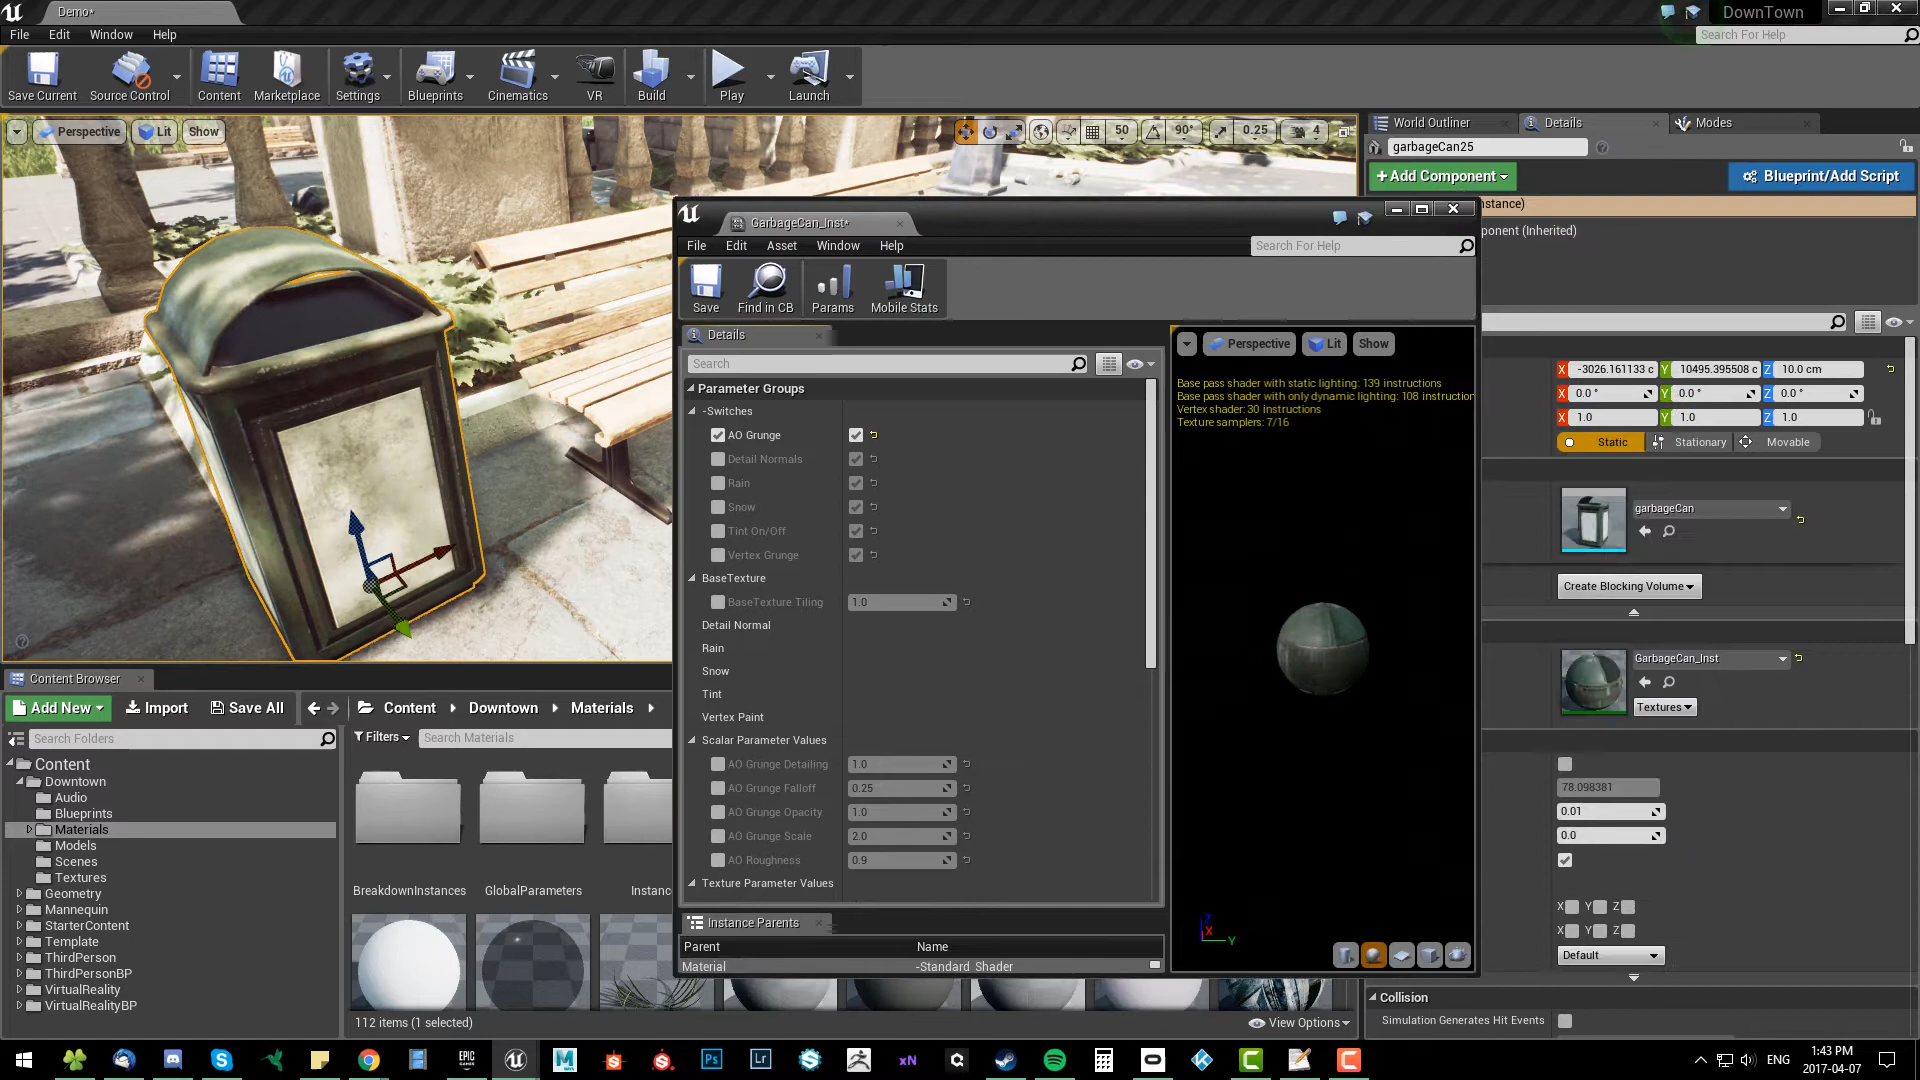 Demo*
DownTown
File Edit Window Help
Search For Help
Save Current
Source Control
Content
Marketplace
Settings
Blueprints
Cinematics
VR
Build
Play
Launch
Perspective
Lit
Show
50
90°
0.25
4
World Outliner
Details
Modes
garbageCan25
Add Component
Blueprint/Add Script
nstance)
ponent (Inherited)
X -3026.161133 c Y 10495.395508 c Z 10.0 cm
X 0.0 ° Y 0.0 ° Z 0.0 °
X 1.0 Y 1.0 Z 1.0
Static Stationary Movable
garbageCan
Create Blocking Volume
GarbageCan_Inst
Textures
78.098381
0.01
0.0
X Y Z
X Y Z
Default
Collision
Simulation Generates Hit Events
GarbageCan_Inst*
File Edit Asset Window Help
Search For Help
Save
Find in CB
Params
Mobile Stats
Details
Search
Parameter Groups
-Switches
AO Grunge
Detail Normals
Rain
Snow
Tint On/Off
Vertex Grunge
BaseTexture
BaseTexture Tiling 1.0
Detail Normal
Rain
Snow
Tint
Vertex Paint
Scalar Parameter Values
AO Grunge Detailing 1.0
AO Grunge Falloff 0.25
AO Grunge Opacity 1.0
AO Grunge Scale 2.0
AO Roughness 0.9
Texture Parameter Values
Instance Parents
Parent Name
Material -Standard Shader
Perspective
Lit
Show
Base pass shader with static lighting: 139 instructions
Base pass shader with only dynamic lighting: 108 instruction
Vertex shader: 30 instructions
Texture samplers: 7/16
Z
X
Y
Content Browser
Add New
Import
Save All
Content
Downtown
Materials
Search Folders
Filters
Search Materials
Content
Downtown
Audio
Blueprints
Materials
Models
Scenes
Textures
Geometry
Mannequin
StarterContent
Template
ThirdPerson
ThirdPersonBP
VirtualReality
VirtualRealityBP
BreakdownInstances
GlobalParameters
Instanc
112 items (1 selected)
View Options
EPIC
GAMES
Ps
Lr
xN
ENG
1:43 PM
2017-04-07